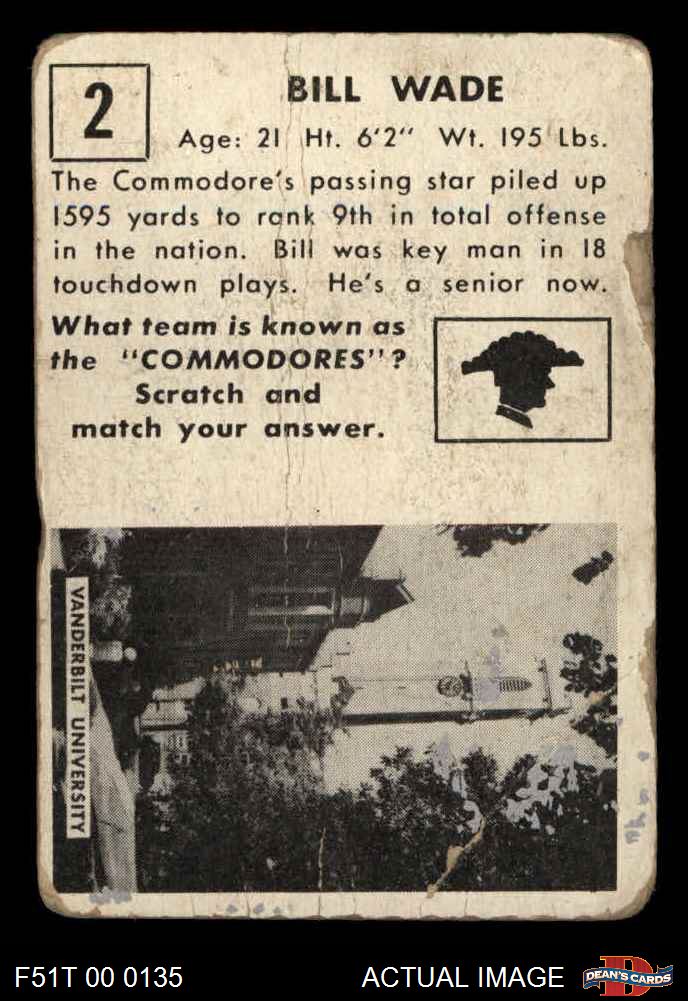 2
BILL WADE
Age: 21 Ht. 6'2" Wt. 195 Lbs.
The Commodore's passing star piled up
1595 yards to rank 9th in total offense
in the nation. Bill was key man in 18
touchdown plays. He's a senior now.
What team is known as
the "COMMODORES"?
Scratch and
match your answer.
VANDERBILT UNIVERSITY
F51T 00 0135
ACTUAL IMAGE
DEAN'S CARDS